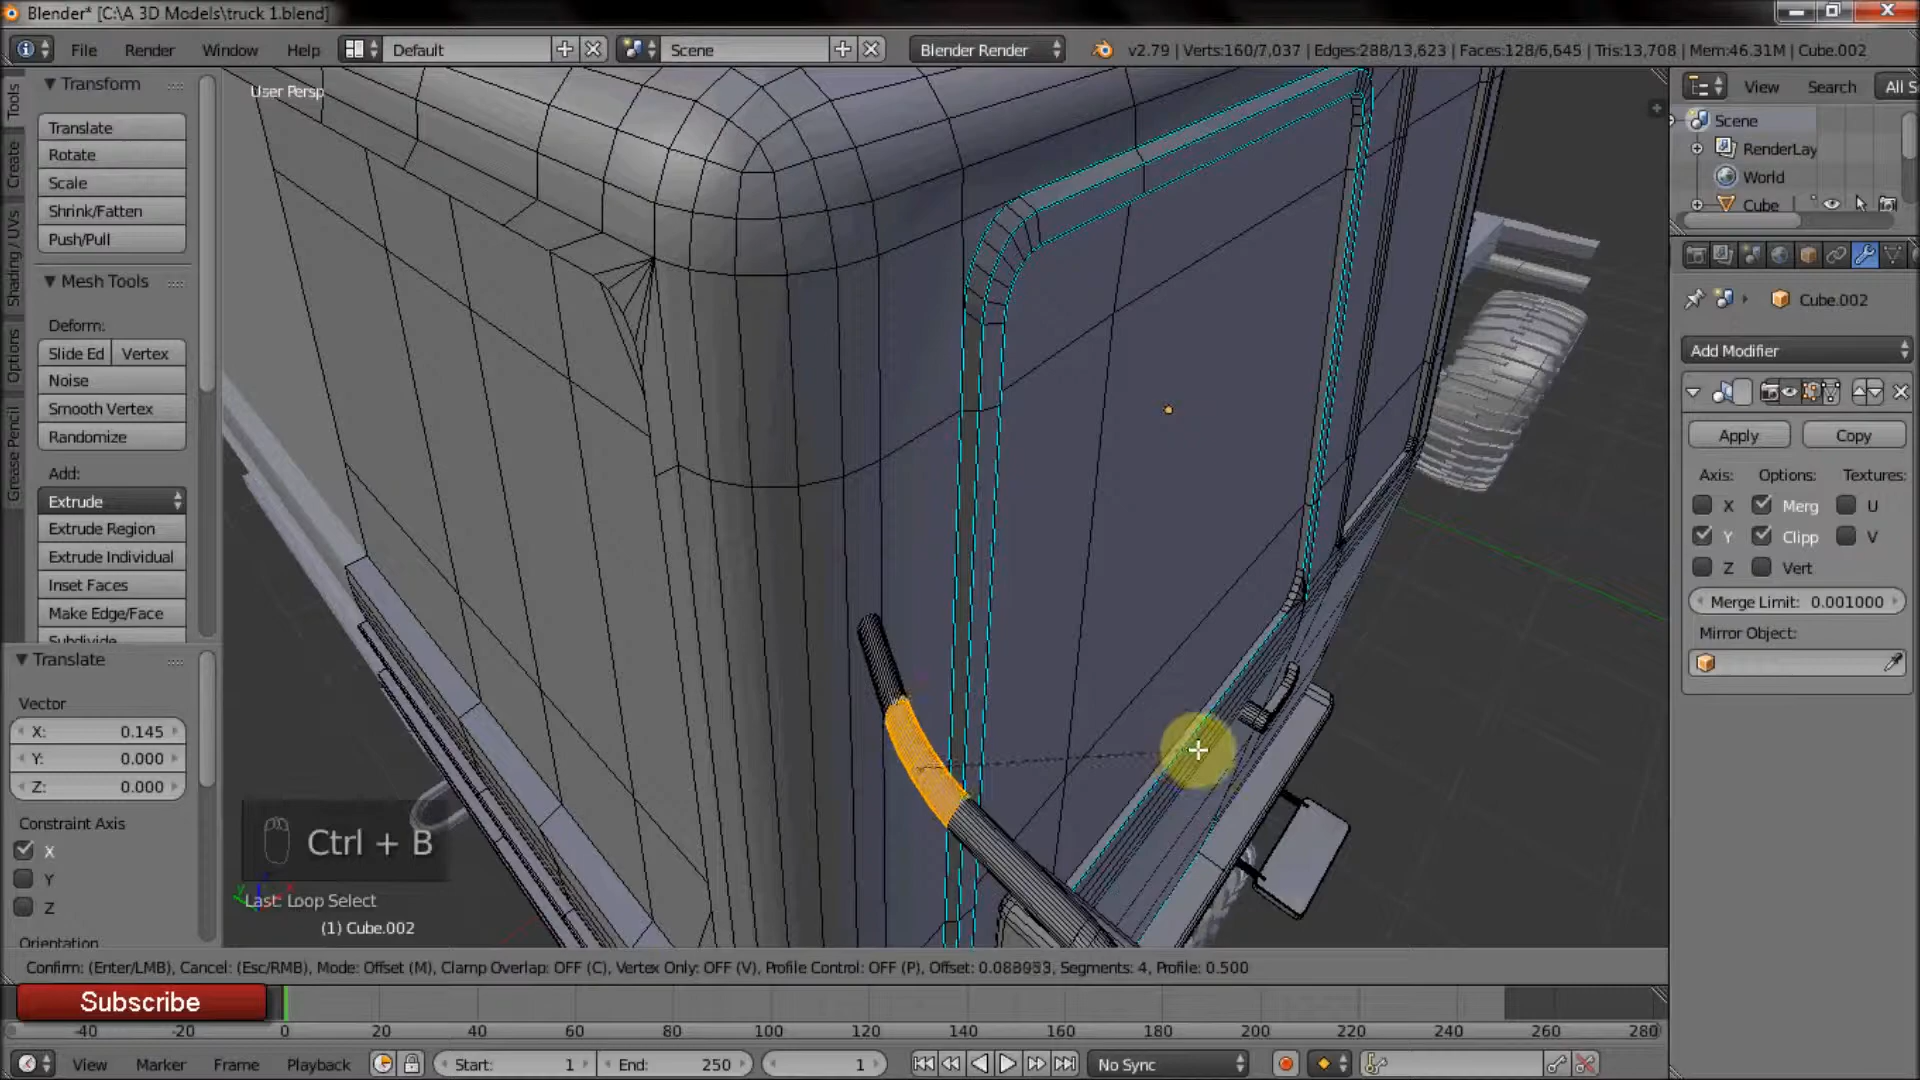 Blender* [C:\A 3D Models\truck 1.blend]
File Render Window Help Default Scene Blender Render v2.79 | Verts:160/7,037 | Edges:288/13,623 | Faces:128/6,645 | Tris:13,708 | Mem:46.31M | Cube.002
Tools
Create
Shading / UVs
Options
Grease Pencil
Transform
Translate
Rotate
Scale
Shrink/Fatten
Push/Pull
Mesh Tools
Deform:
Slide Ed Vertex
Noise
Smooth Vertex
Randomize
Add:
Extrude
Extrude Region
Extrude Individual
Inset Faces
Make Edge/Face
Subdivide
Translate
Vector
X: 0.145
Y: 0.000
Z: 0.000
Constraint Axis
X
Y
Z
Orientation
User Persp
Ctrl + B
Last: Loop Select
(1) Cube.002
View Search All S
Scene
RenderLay
World
Cube
Cube.002
Add Modifier
Apply Copy
Axis: Options: Textures:
X Merg U
Y Clipp V
Z Vert
Merge Limit: 0.001000
Mirror Object:
Confirm: (Enter/LMB), Cancel: (Esc/RMB), Mode: Offset (M), Clamp Overlap: OFF (C), Vertex Only: OFF (V), Profile Control: OFF (P), Offset: 0.088953, Segments: 4, Profile: 0.500
Subscribe
-40 -20 0 20 40 60 80 100 120 140 160 180 200 220 240 260 280
View Marker Frame Playback Start: 1 End: 250 1 No Sync